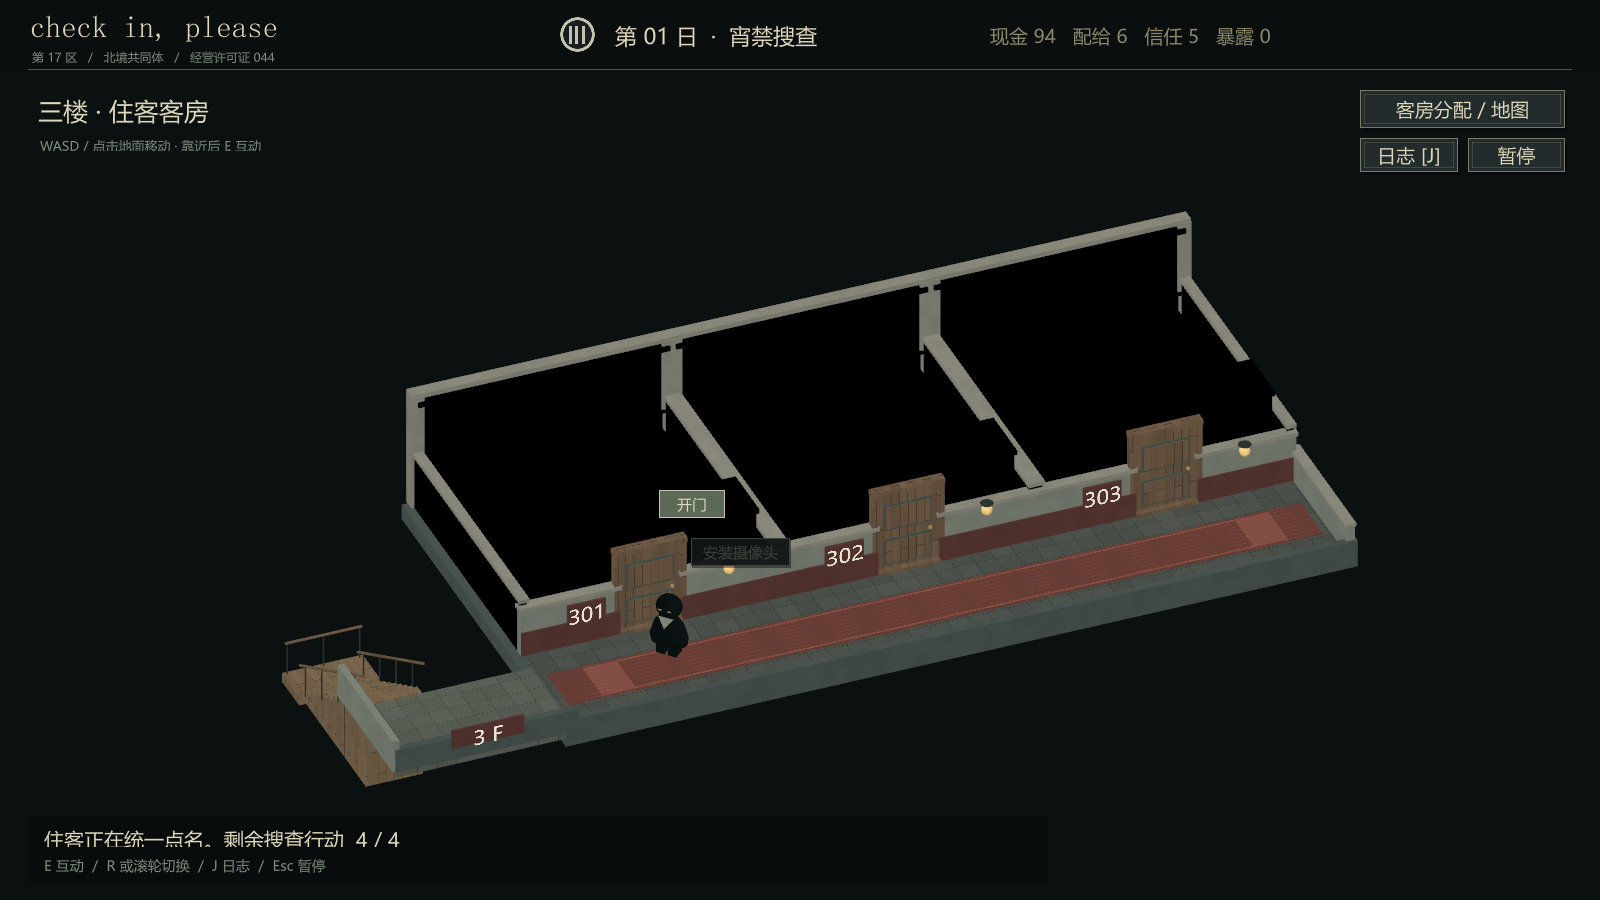 check in, please
第 17 区 / 北境共同体 / 经营许可证 044
第 01 日 · 宵禁搜查
现金 94 配给 6 信任 5 暴露 0
三楼 · 住客客房
WASD / 点击地面移动 · 靠近后 E 互动
客房分配 / 地图
日志 [J]
暂停
开门
安装摄像头
301
302
303
3 F
住客正在统一点名。剩余搜查行动 4 / 4
E 互动 / R 或滚轮切换 / J 日志 / Esc 暂停